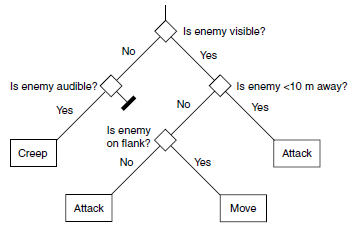 Is enemy visible?
No
Yes
Is enemy audible?
Is enemy <10 m away?
Yes
No
Yes
Is enemy
on flank?
Creep
Attack
No
Yes
Attack
Move